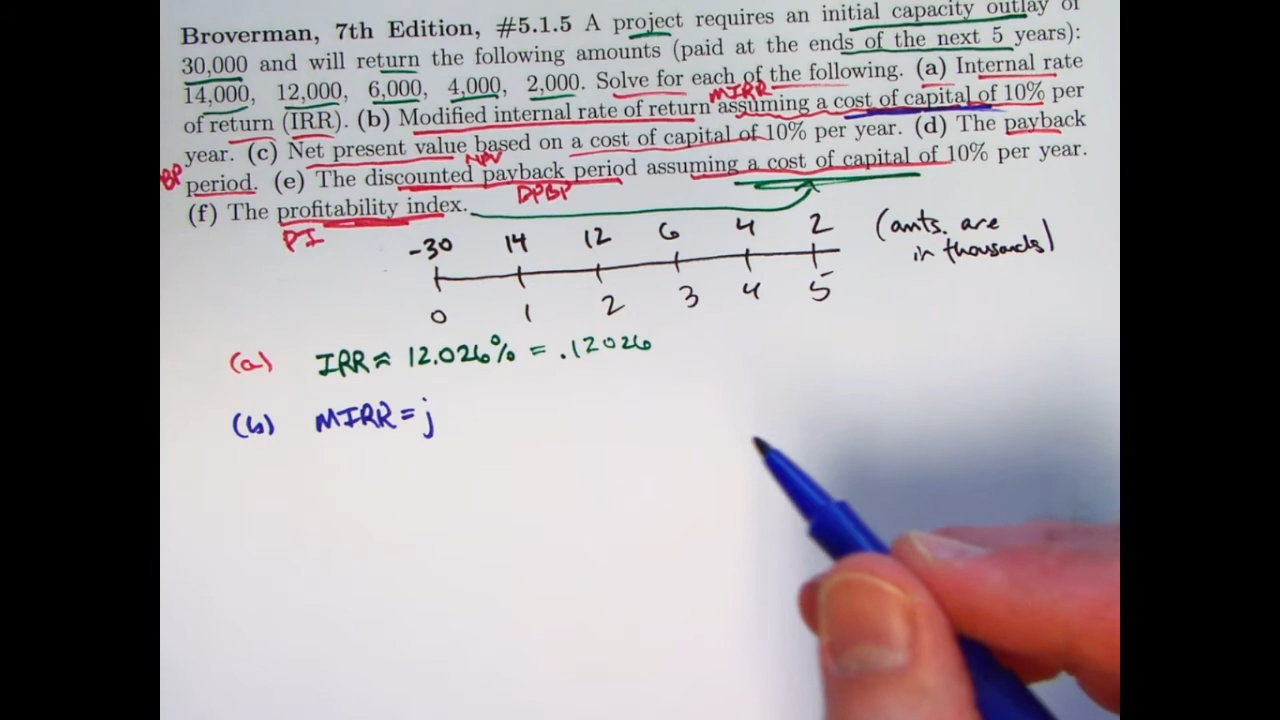 Broverman, 7th Edition, #5.1.5 A project requires an initial capacity outlay of
30,000 and will return the following amounts (paid at the ends of the next 5 years):
14,000, 12,000, 6,000, 4,000, 2,000. Solve for each of the following. (a) Internal rate
MIRR
of return (IRR). (b) Modified internal rate of return assuming a cost of capital of 10% per
year. (c) Net present value based on a cost of capital of 10% per year. (d) The payback
BP NPV
period. (e) The discounted payback period assuming a cost of capital of 10% per year.
DPBP
(f) The profitability index.
PI
-30 14 12 6 4 2 (amts. are
in thousands)
0 1 2 3 4 5
(a) IRR ≈ 12.026% = .12026
(b) MIRR = j